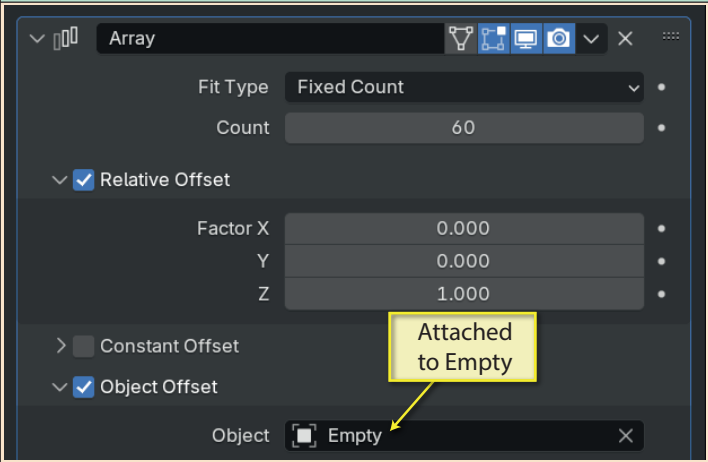 Array
Fit Type Fixed Count
Count 60
Relative Offset
Factor X 0.000
Y 0.000
Z 1.000
Attached
to Empty
Constant Offset
Object Offset
Object Empty